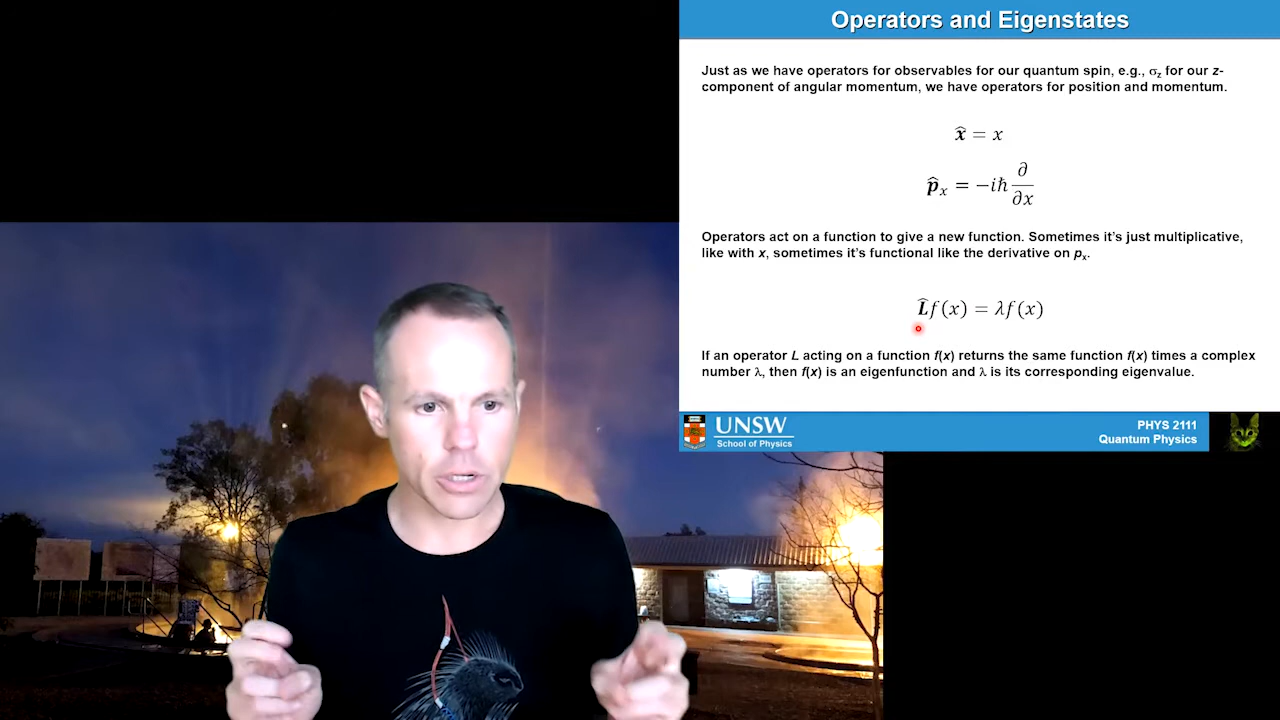 Operators and Eigenstates
Just as we have operators for observables for our quantum spin, e.g., σz for our z-
component of angular momentum, we have operators for position and momentum.
x̂ = x
p̂x = −iħ ∂/∂x
Operators act on a function to give a new function. Sometimes it's just multiplicative,
like with x, sometimes it's functional like the derivative on px.
L̂f(x) = λf(x)
If an operator L acting on a function f(x) returns the same function f(x) times a complex
number λ, then f(x) is an eigenfunction and λ is its corresponding eigenvalue.
UNSW
School of Physics
PHYS 2111
Quantum Physics